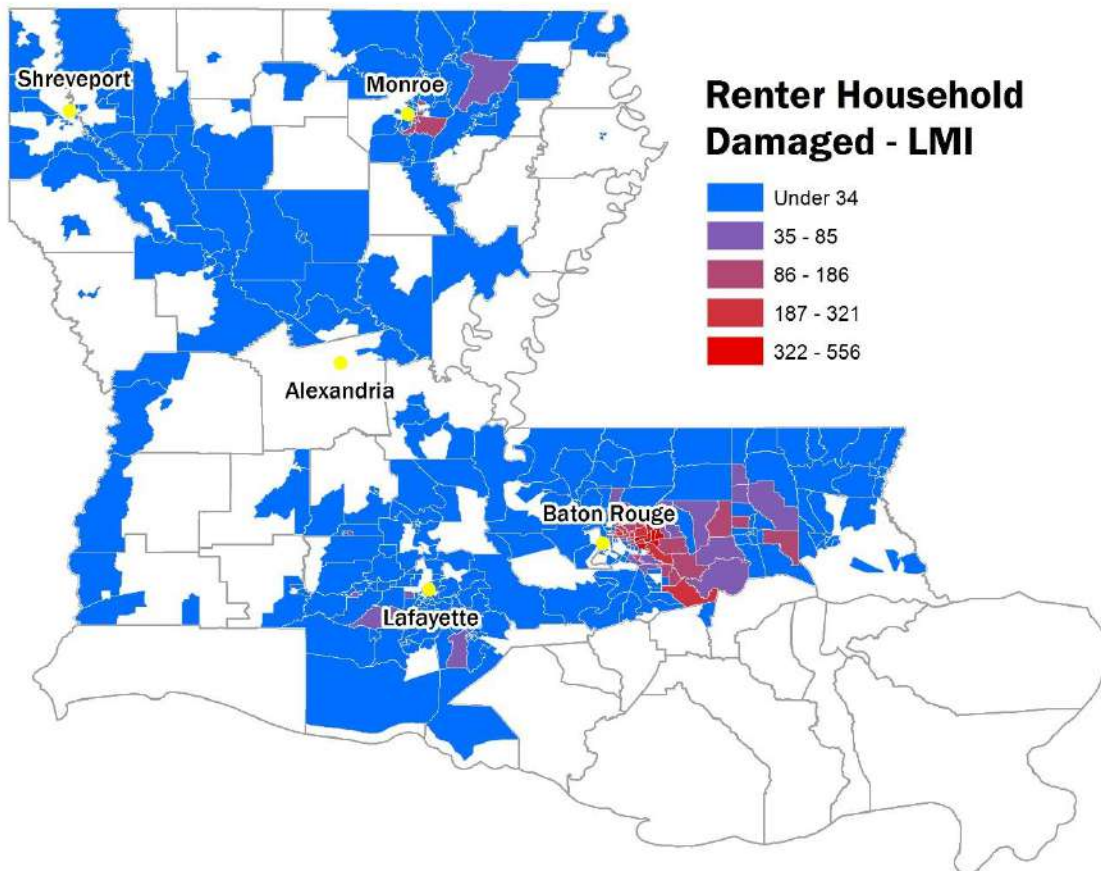 Shreveport
Monroe
Renter Household
Damaged - LMI
Under 34
35 - 85
86 - 186
187 - 321
322 - 556
Alexandria
Baton Rouge
Lafayette